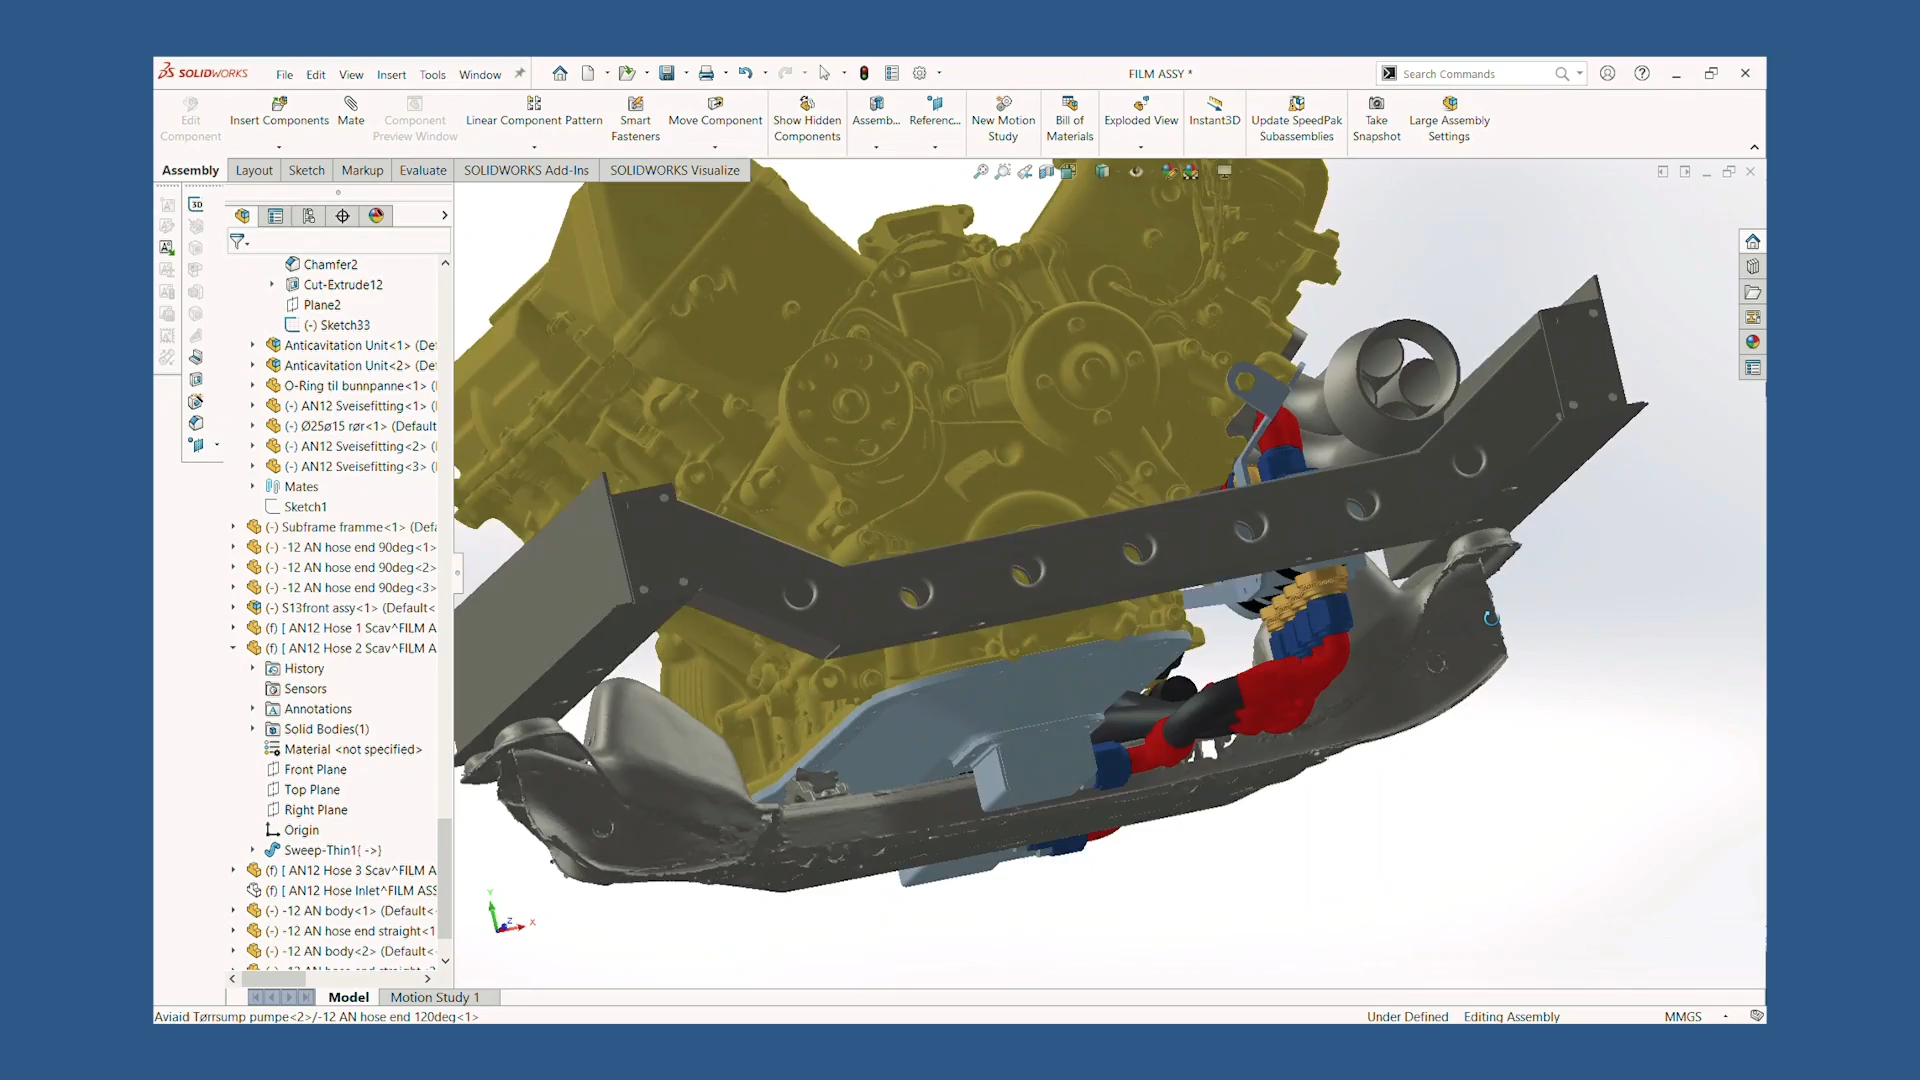 SOLIDWORKS File Edit View Insert Tools Window FILM ASSY * Search Commands
Edit Component Insert Components Mate Component Preview Window Linear Component Pattern Smart Fasteners Move Component Show Hidden Components Assemb... Referenc... New Motion Study Bill of Materials Exploded View Instant3D Update SpeedPak Subassemblies Take Snapshot Large Assembly Settings
Assembly Layout Sketch Markup Evaluate SOLIDWORKS Add-Ins SOLIDWORKS Visualize
3D
Chamfer2
Cut-Extrude12
Plane2
(-) Sketch33
Anticavitation Unit<1> (De
Anticavitation Unit<2> (De
O-Ring til bunnpanne<1> (
(-) AN12 Sveisefitting<1> (
(-) Ø25ø15 rør<1> (Default
(-) AN12 Sveisefitting<2> (
(-) AN12 Sveisefitting<3> (
Mates
Sketch1
(-) Subframe framme<1> (Defa
(-) -12 AN hose end 90deg<1>
(-) -12 AN hose end 90deg<2>
(-) -12 AN hose end 90deg<3>
(-) S13front assy<1> (Default<
(f) [ AN12 Hose 1 Scav^FILM A
(f) [ AN12 Hose 2 Scav^FILM A
History
Sensors
Annotations
Solid Bodies(1)
Material <not specified>
Front Plane
Top Plane
Right Plane
Origin
Sweep-Thin1{ ->}
(f) [ AN12 Hose 3 Scav^FILM A
(f) [ AN12 Hose Inlet^FILM ASS
(-) -12 AN body<1> (Default<
(-) -12 AN hose end straight<1
(-) -12 AN body<2> (Default<
Y
Z
X
Model Motion Study 1
Aviaid Tørrsump pumpe<2>/-12 AN hose end 120deg<1> Under Defined Editing Assembly MMGS